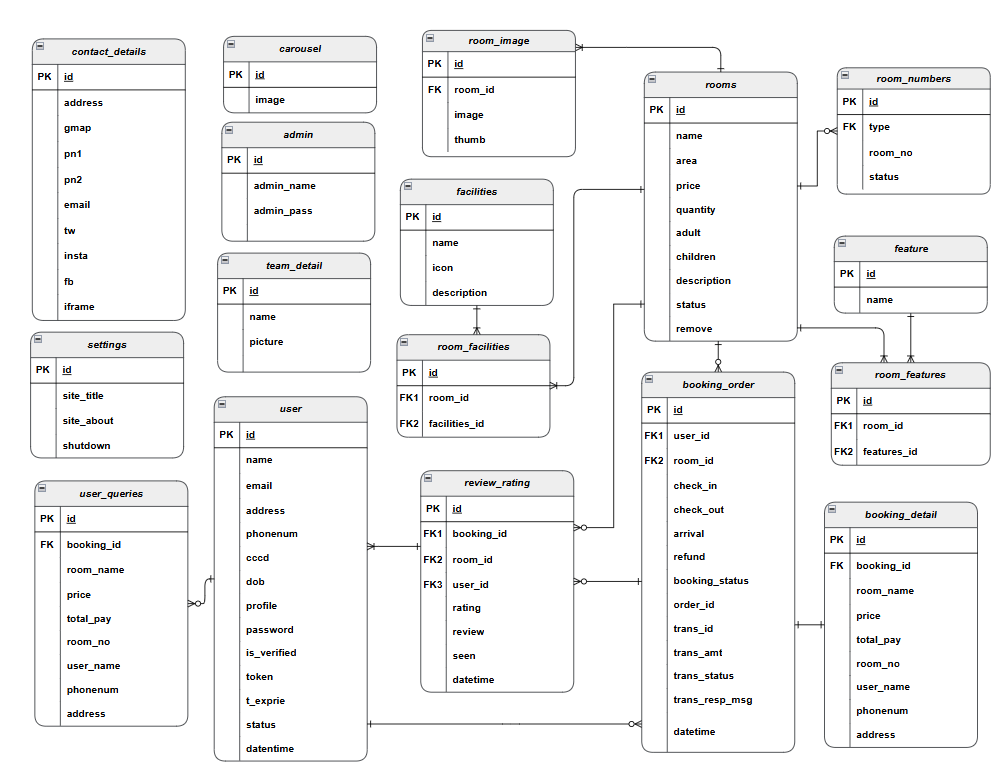 contact_details
PK id
address
gmap
pn1
pn2
email
tw
insta
fb
iframe
settings
PK id
site_title
site_about
shutdown
user_queries
PK id
FK booking_id
room_name
price
total_pay
room_no
user_name
phonenum
address
carousel
PK id
image
admin
PK id
admin_name
admin_pass
team_detail
PK id
name
picture
user
PK id
name
email
address
phonenum
cccd
dob
profile
password
is_verified
token
t_exprie
status
datentime
room_image
PK id
FK room_id
image
thumb
facilities
PK id
name
icon
description
room_facilities
PK id
FK1 room_id
FK2 facilities_id
review_rating
PK id
FK1 booking_id
FK2 room_id
FK3 user_id
rating
review
seen
datetime
rooms
PK id
name
area
price
quantity
adult
children
description
status
remove
booking_order
PK id
FK1 user_id
FK2 room_id
check_in
check_out
arrival
refund
booking_status
order_id
trans_id
trans_amt
trans_status
trans_resp_msg
datetime
room_numbers
PK id
FK type
room_no
status
feature
PK id
name
room_features
PK id
FK1 room_id
FK2 features_id
booking_detail
PK id
FK booking_id
room_name
price
total_pay
room_no
user_name
phonenum
address